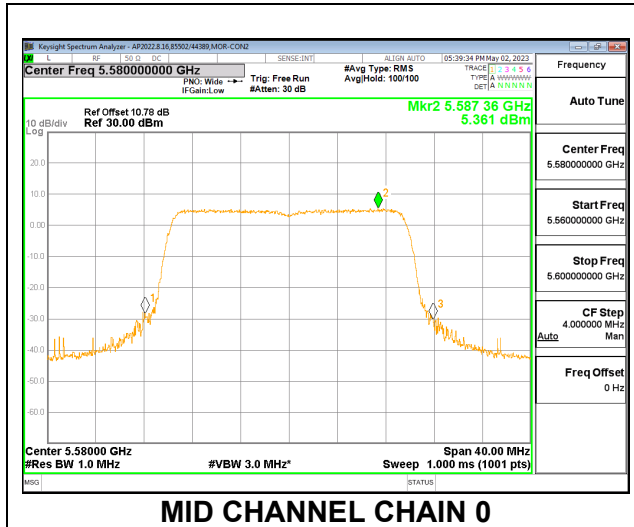 Keysight Spectrum Analyzer - AP2022.8.16,85502/44389,MOR-CON2
L RF 50 Ω DC SENSE:INT ALIGN AUTO 05:39:34 PM May 02, 2023
Center Freq 5.580000000 GHz
PNO: Wide
IFGain:Low
Trig: Free Run
#Atten: 30 dB
#Avg Type: RMS
Avg|Hold: 100/100
TRACE 1 2 3 4 5 6
TYPE A WWWWW
DET A N N N N N
Frequency
Auto Tune
Center Freq
5.580000000 GHz
Start Freq
5.560000000 GHz
Stop Freq
5.600000000 GHz
CF Step
4.000000 MHz
Auto Man
Freq Offset
0 Hz
Mkr2 5.587 36 GHz
5.361 dBm
Ref Offset 10.78 dB
10 dB/div Ref 30.00 dBm
Log
20.0
10.0
0.00
-10.0
-20.0
-30.0
-40.0
-50.0
-60.0
1
2
3
Center 5.58000 GHz Span 40.00 MHz
#Res BW 1.0 MHz #VBW 3.0 MHz* Sweep 1.000 ms (1001 pts)
MSG STATUS
MID CHANNEL CHAIN 0